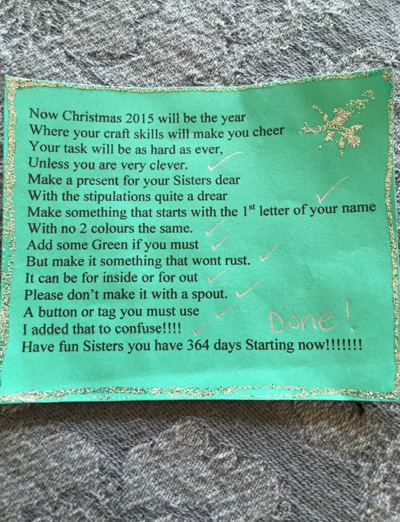 Now Christmas 2015 will be the year
Where your craft skills will make you cheer
Your task will be as hard as ever,
Unless you are very clever.
Make a present for your Sisters dear
With the stipulations quite a drear
Make something that starts with the 1st letter of your name
With no 2 colours the same.
Add some Green if you must
But make it something that wont rust.
It can be for inside or for out
Please don't make it with a spout.
A button or tag you must use
I added that to confuse!!!!
Done!
Have fun Sisters you have 364 days Starting now!!!!!!!